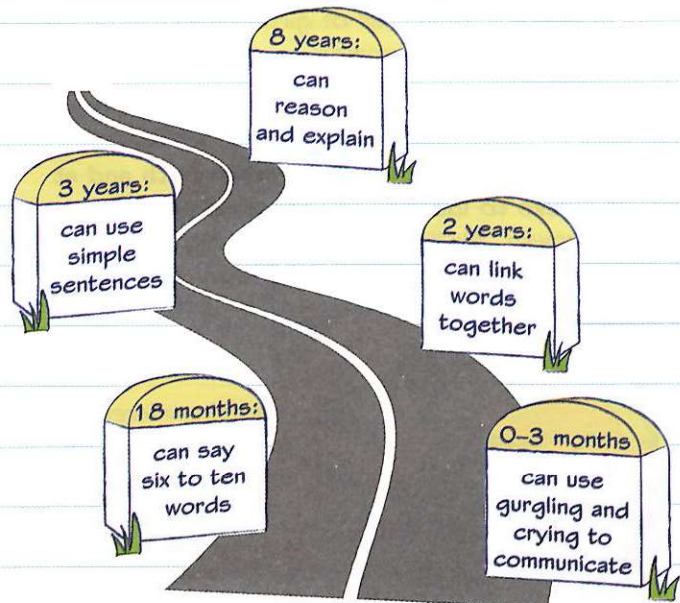 8 years:
can
reason
and explain
3 years:
can use
simple
sentences
2 years:
can link
words
together
18 months:
can say
six to ten
words
0–3 months
can use
gurgling and
crying to
communicate